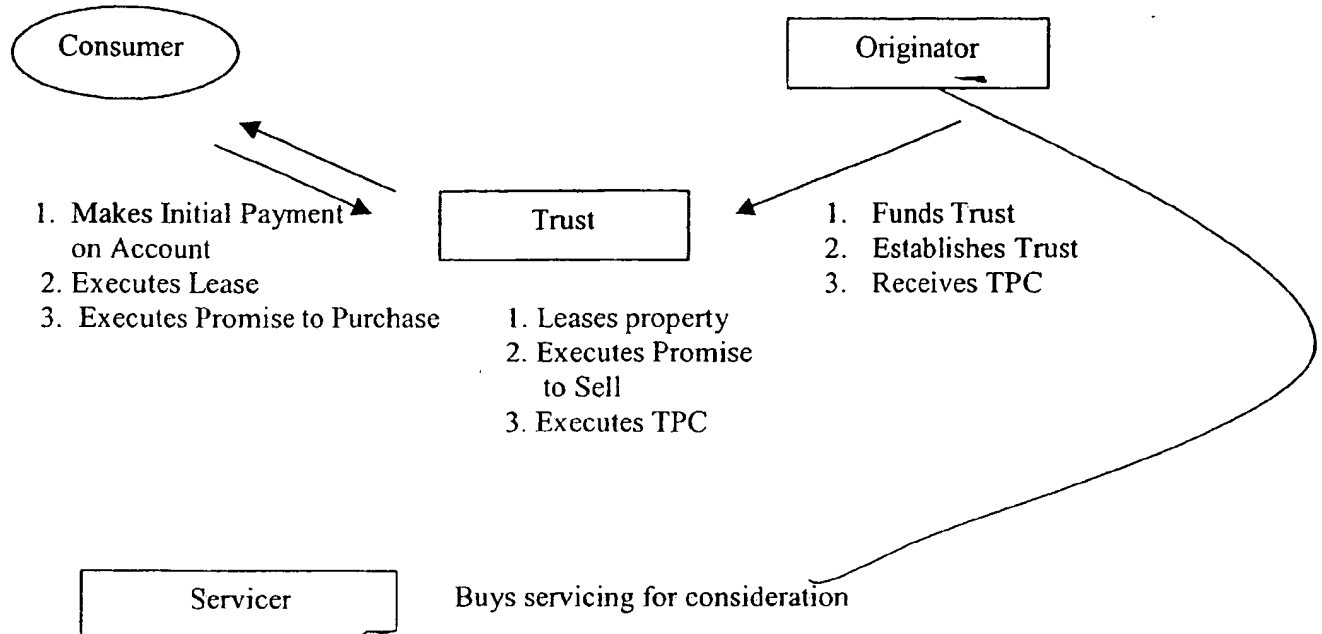 Consumer
Originator
1. Makes Initial Payment
on Account
2. Executes Lease
3. Executes Promise to Purchase
Trust
1. Leases property
2. Executes Promise
to Sell
3. Executes TPC
1. Funds Trust
2. Establishes Trust
3. Receives TPC
Servicer
Buys servicing for consideration